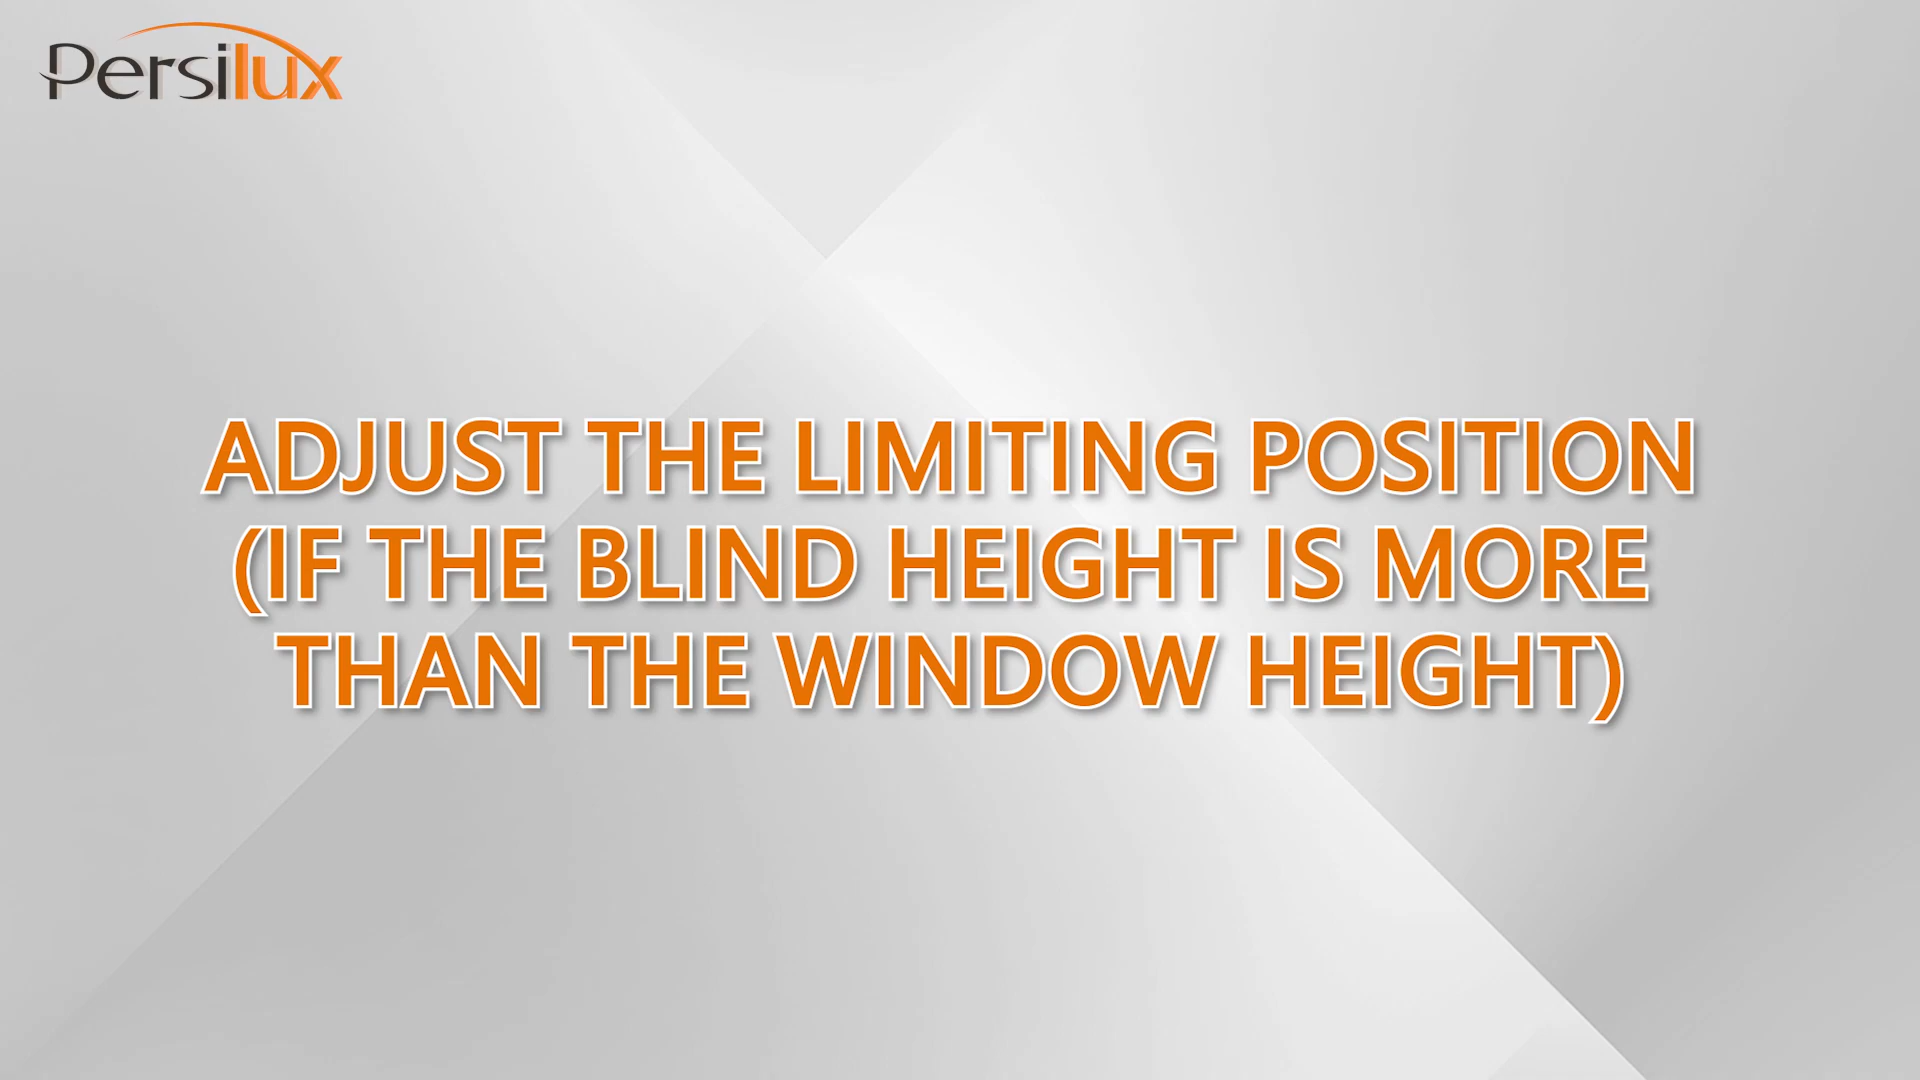 Persilux
ADJUST THE LIMITING POSITION
(IF THE BLIND HEIGHT IS MORE
THAN THE WINDOW HEIGHT)